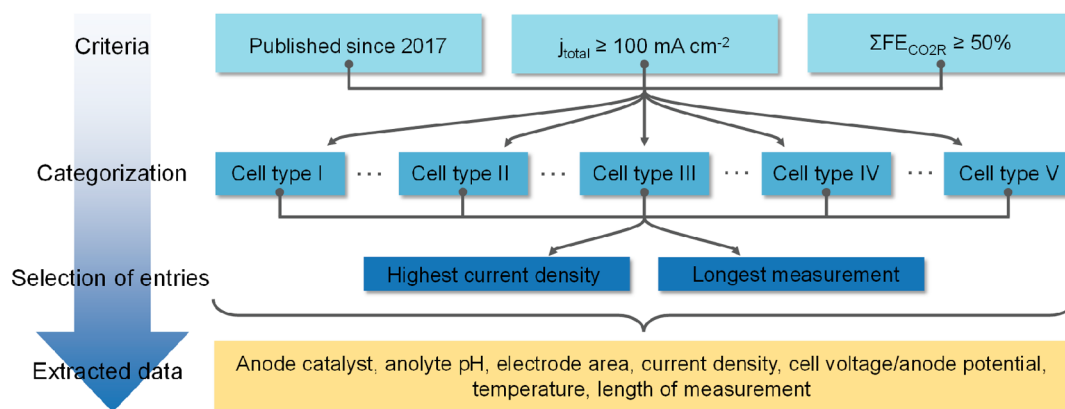 Criteria
Published since 2017
j_total ≥ 100 mA cm⁻²
ΣFE_CO2R ≥ 50%
Categorization
Cell type I
···
Cell type II
···
Cell type III
···
Cell type IV
···
Cell type V
Selection of entries
Highest current density
Longest measurement
Extracted data
Anode catalyst, anolyte pH, electrode area, current density, cell voltage/anode potential,
temperature, length of measurement